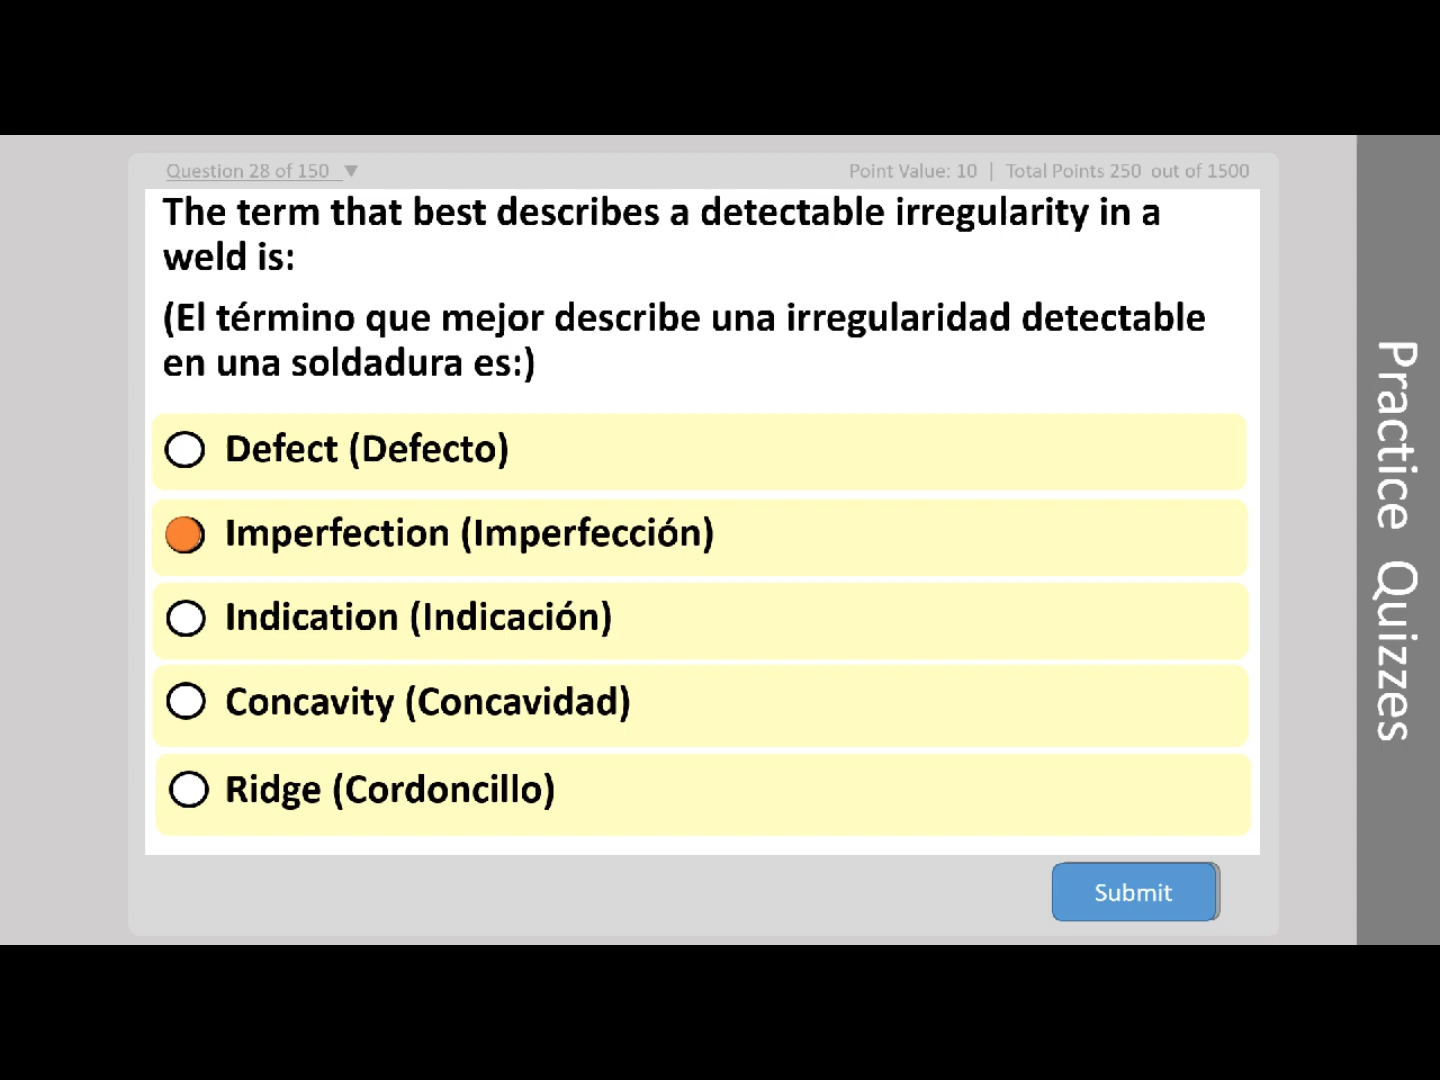 Question 28 of 150 ▼
Point Value: 10 | Total Points 250 out of 1500
The term that best describes a detectable irregularity in a
weld is:
(El término que mejor describe una irregularidad detectable
en una soldadura es:)
Defect (Defecto)
Imperfection (Imperfección)
Indication (Indicación)
Concavity (Concavidad)
Ridge (Cordoncillo)
Submit
Practice Quizzes